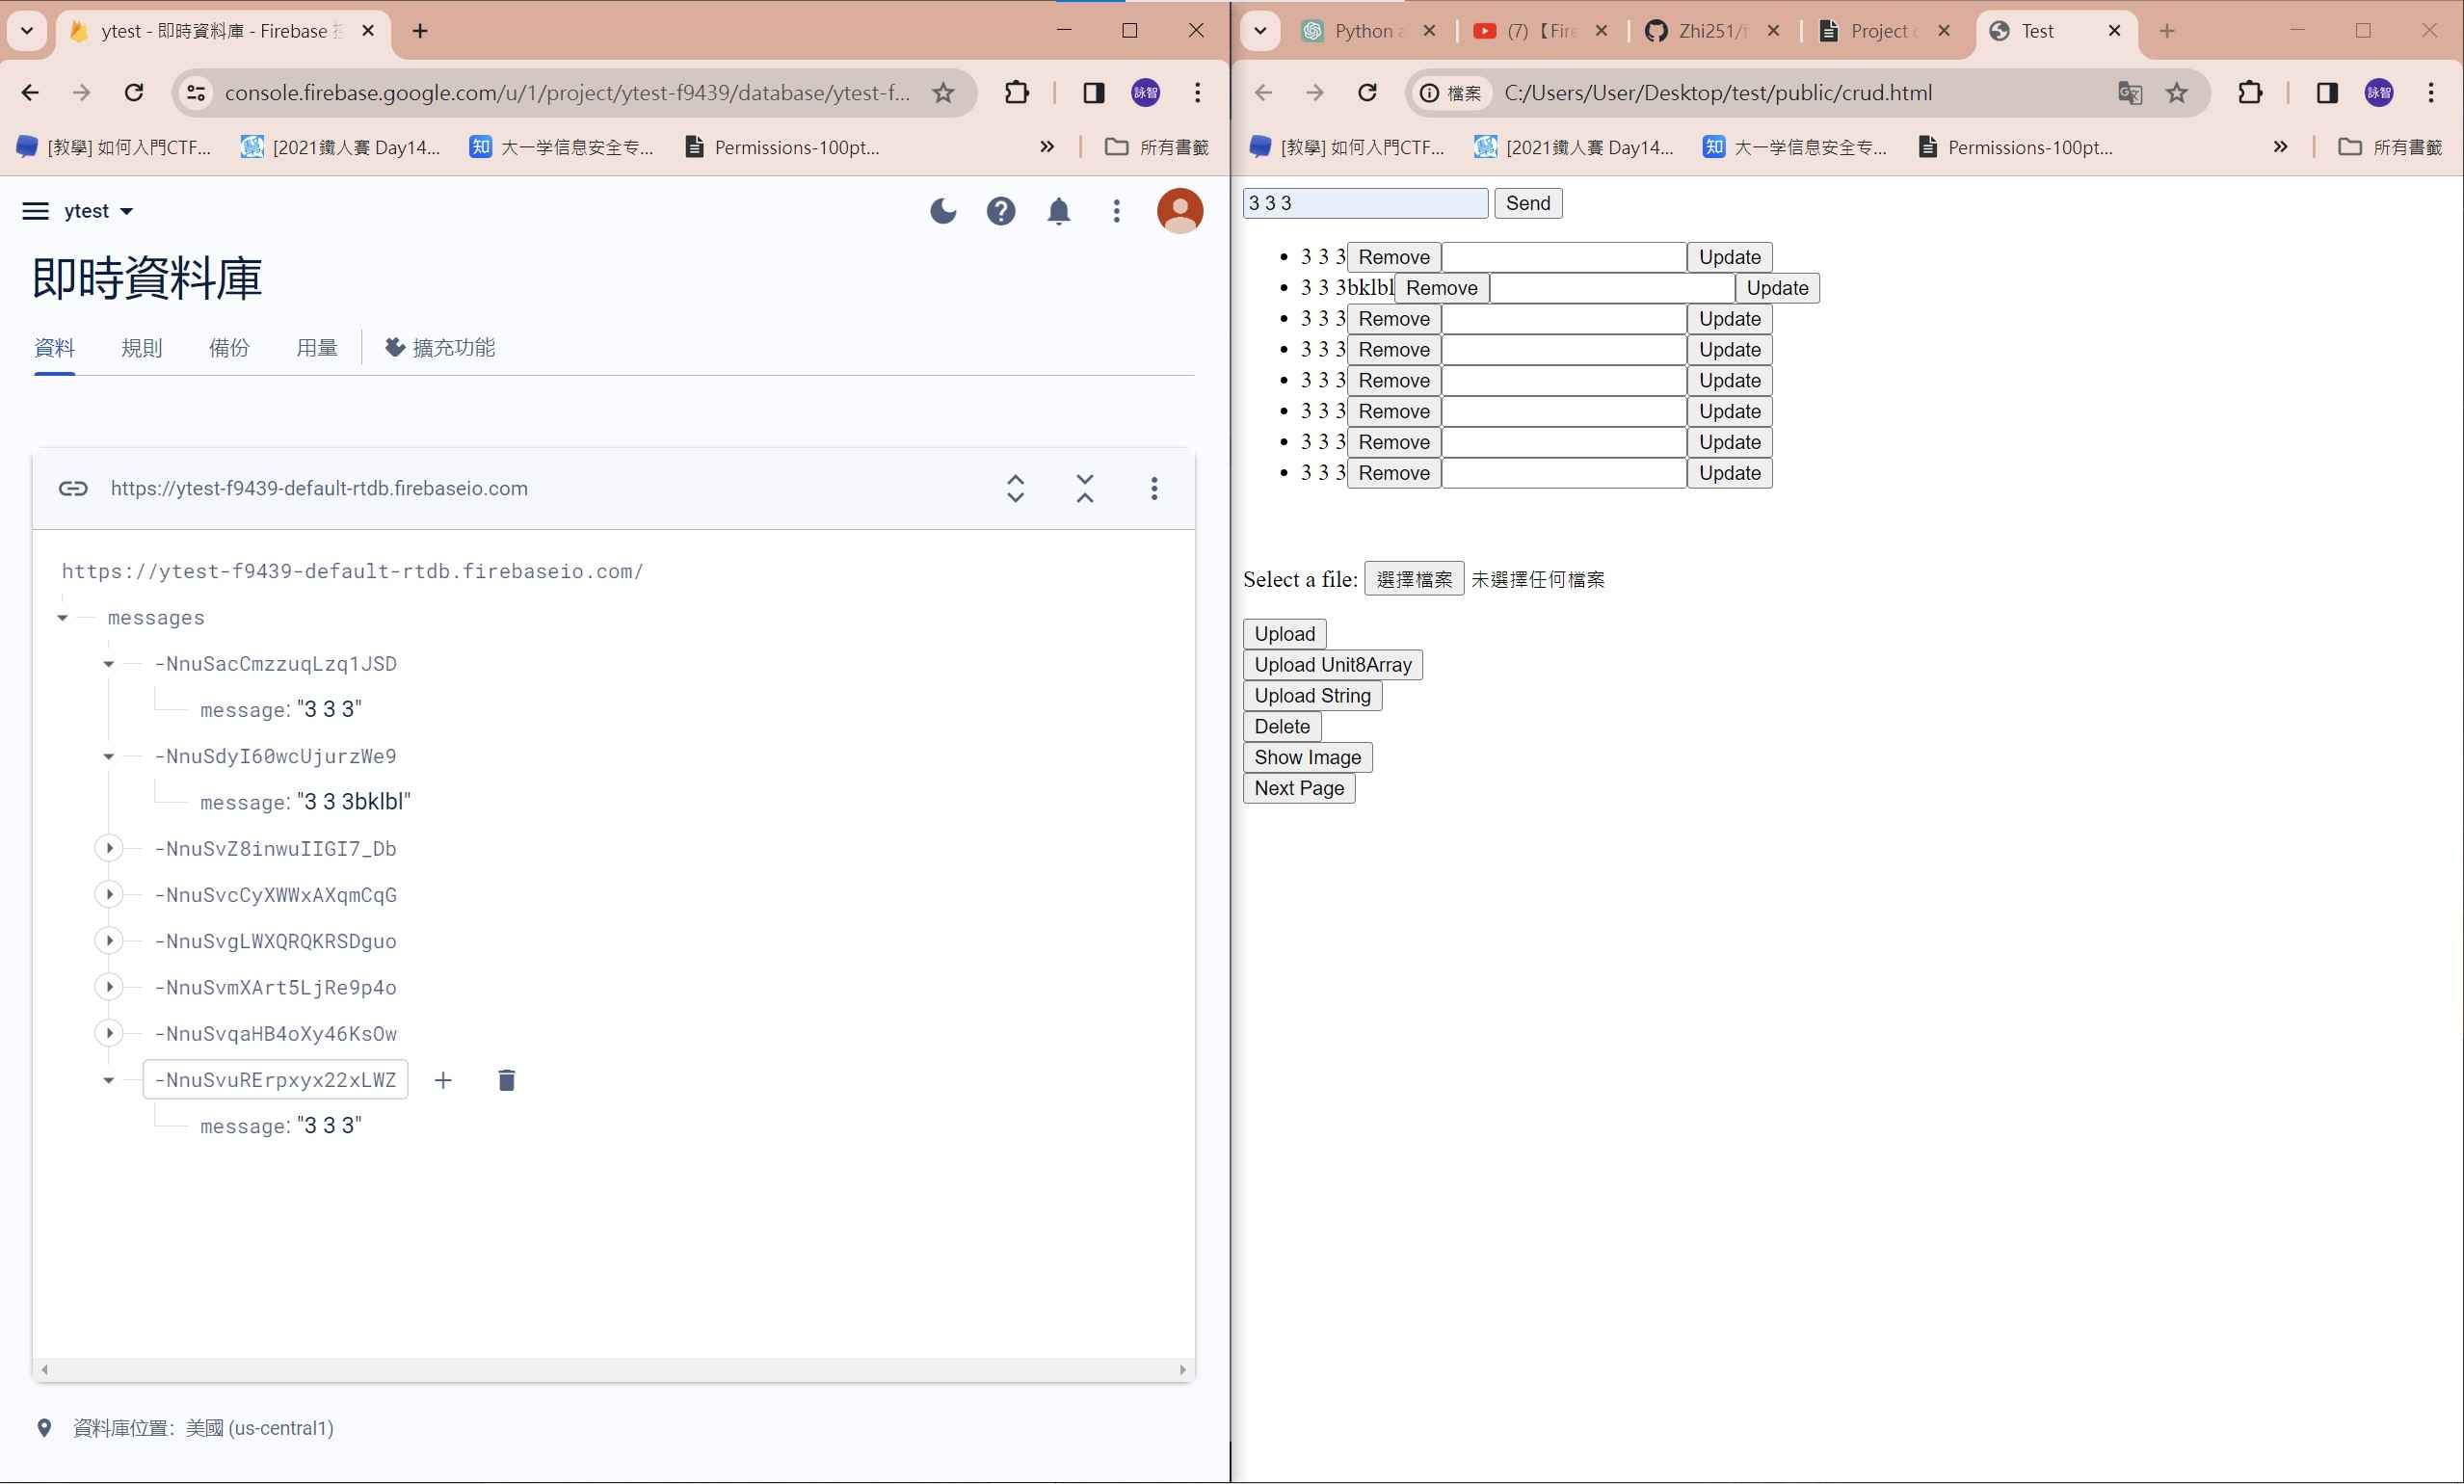 ytest - 即時資料庫 - Firebase
console.firebase.google.com/u/1/project/ytest-f9439/database/ytest-f...
詠智
[教學] 如何入門CTF...
[2021鐵人賽 Day14...
知 大一学信息安全专...
Permissions-100pt...
所有書籤
ytest
即時資料庫
資料
規則
備份
用量
擴充功能
https://ytest-f9439-default-rtdb.firebaseio.com
https://ytest-f9439-default-rtdb.firebaseio.com/
messages
-NnuSacCmzzuqLzq1JSD
message: "3 3 3"
-NnuSdyI60wcUjurzWe9
message: "3 3 3bklbl"
-NnuSvZ8inwuIIGI7_Db
-NnuSvcCyXWWxAXqmCqG
-NnuSvgLWXQRQKRSDguo
-NnuSvmXArt5LjRe9p4o
-NnuSvqaHB4oXy46KsOw
-NnuSvuRErpxyx22xLWZ
message: "3 3 3"
資料庫位置：美國 (us-central1)
Python
(7)【Fire
Zhi251/
Project
Test
檔案 C:/Users/User/Desktop/test/public/crud.html
詠智
[教學] 如何入門CTF...
[2021鐵人賽 Day14...
知 大一学信息安全专...
Permissions-100pt...
所有書籤
3 3 3 Send
3 3 3 Remove Update
3 3 3bklbl Remove Update
3 3 3 Remove Update
3 3 3 Remove Update
3 3 3 Remove Update
3 3 3 Remove Update
3 3 3 Remove Update
3 3 3 Remove Update
Select a file: 選擇檔案 未選擇任何檔案
Upload
Upload Unit8Array
Upload String
Delete
Show Image
Next Page